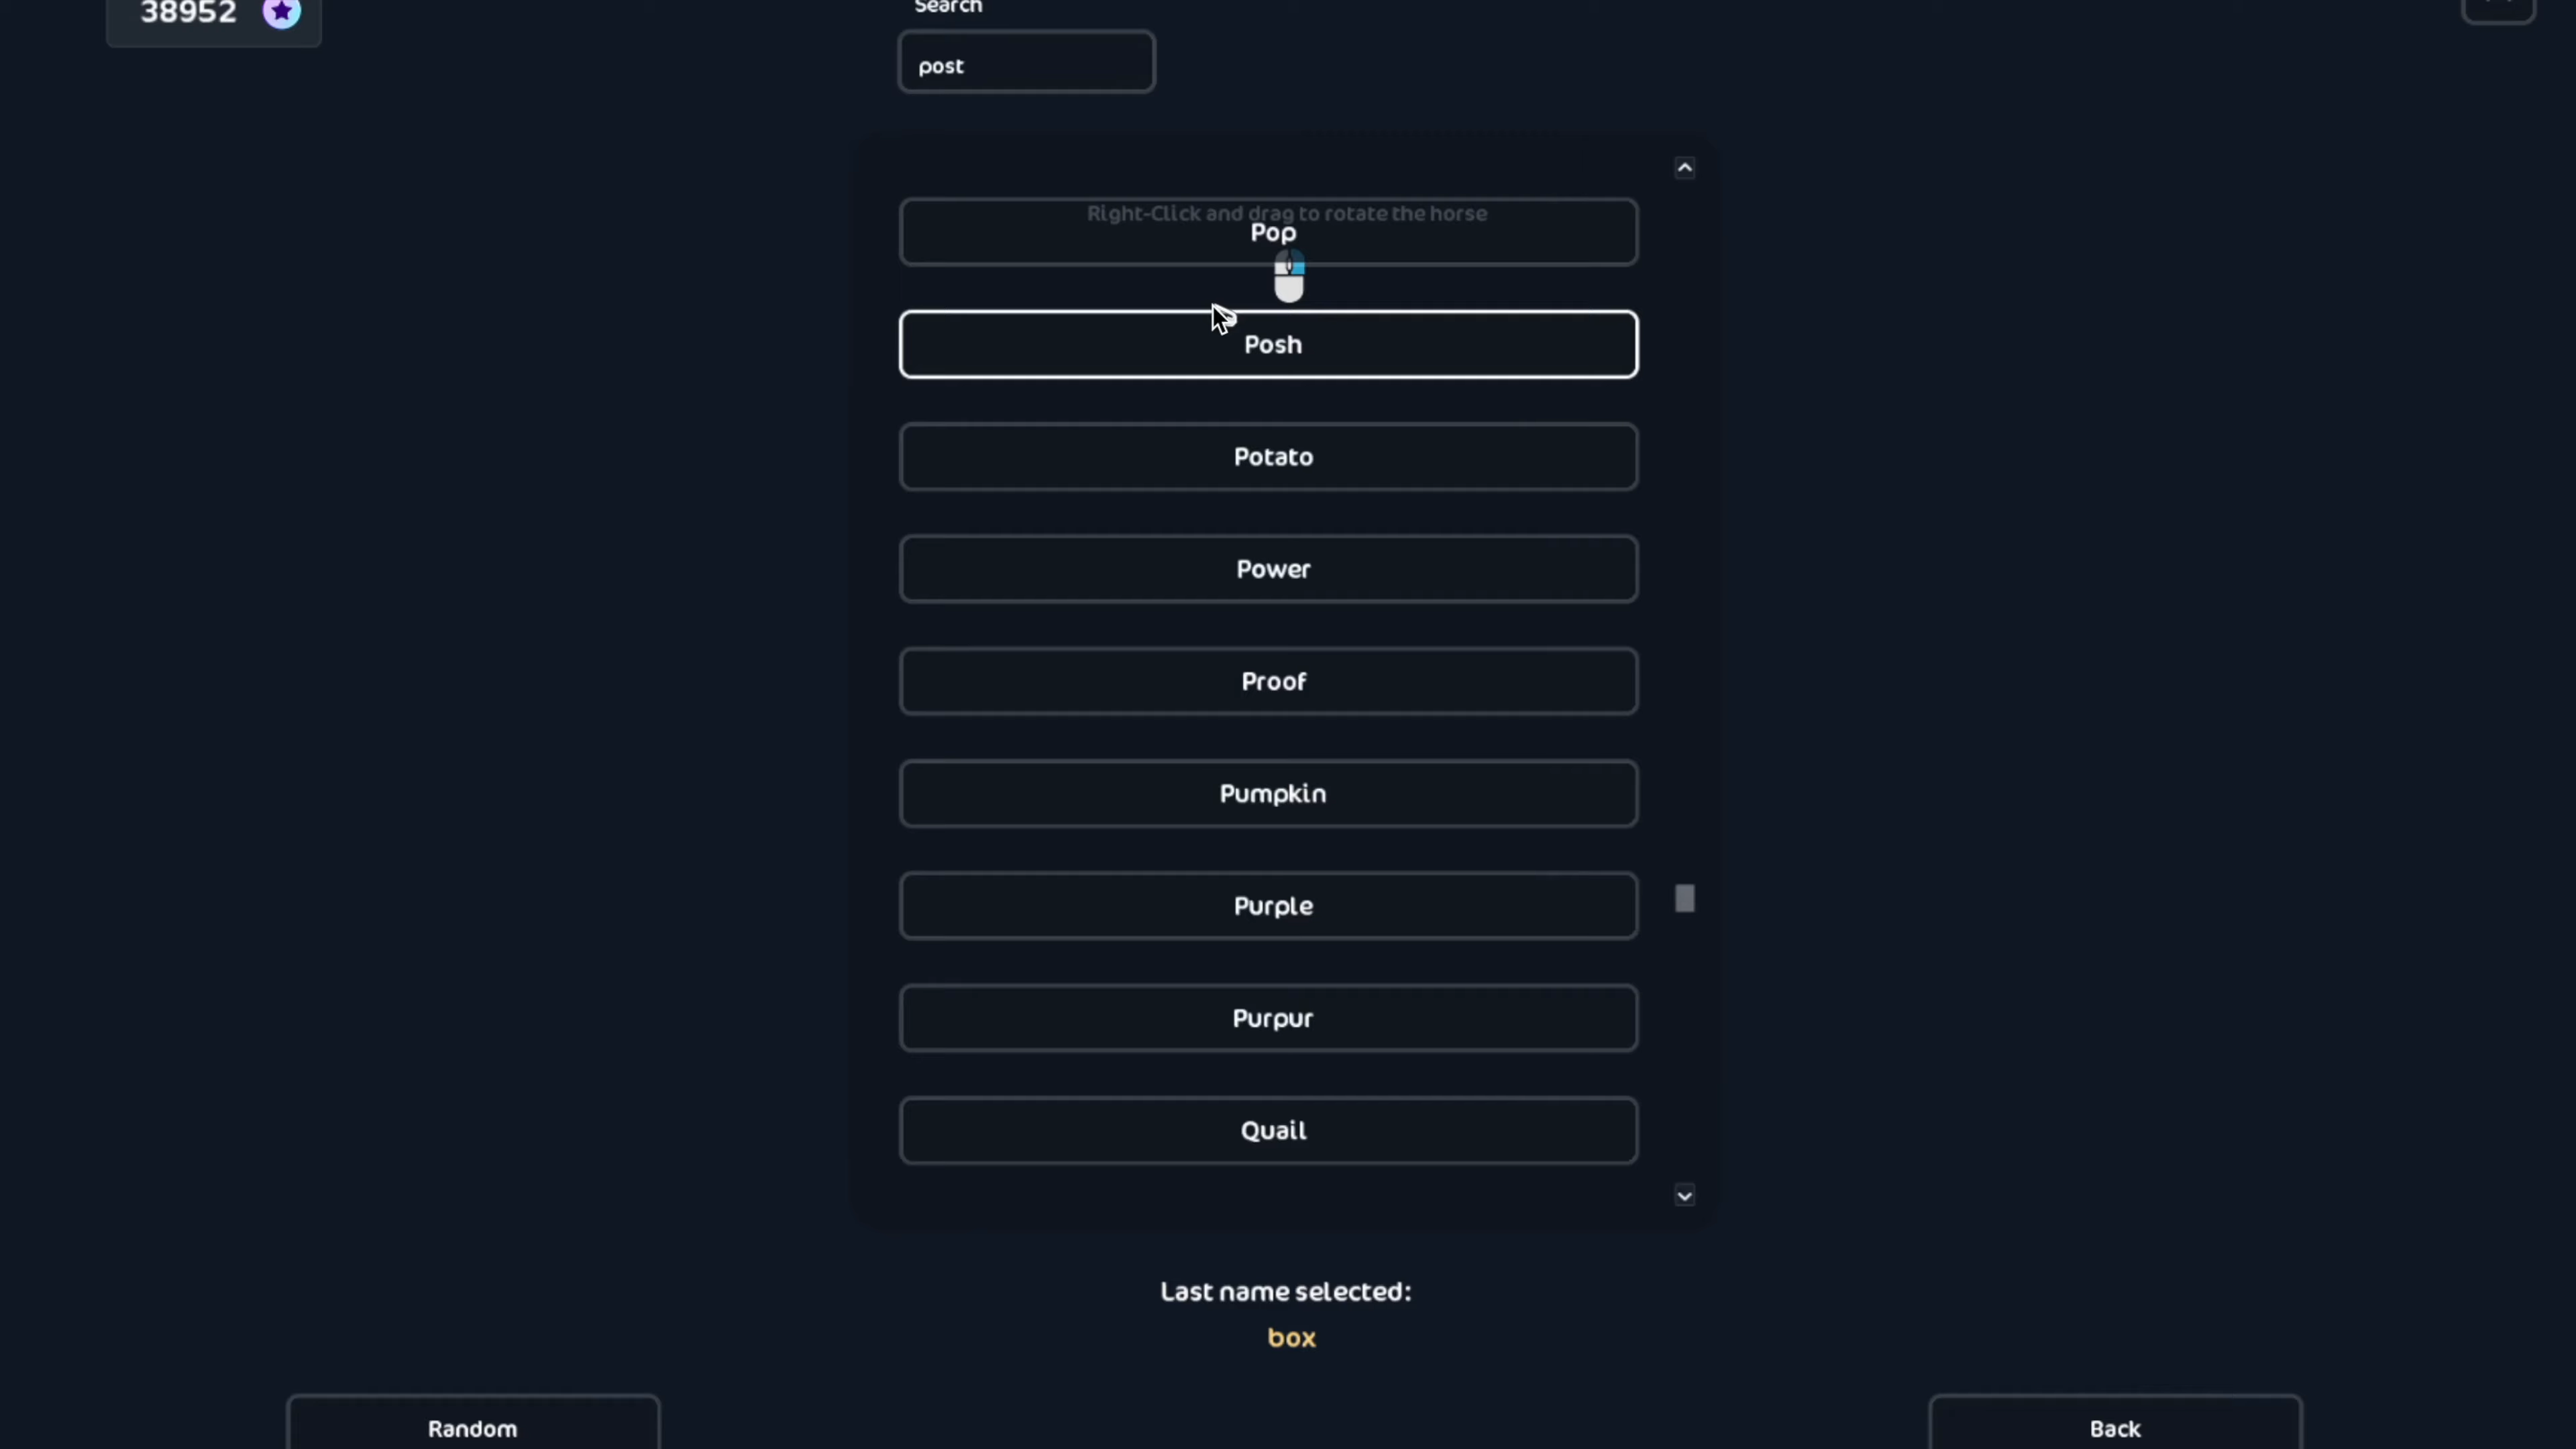 38952
Search
post
Right-Click and drag to rotate the horse
Pop
Posh
Potato
Power
Proof
Pumpkin
Purple
Purpur
Quail
Last name selected:
box
Random
Back